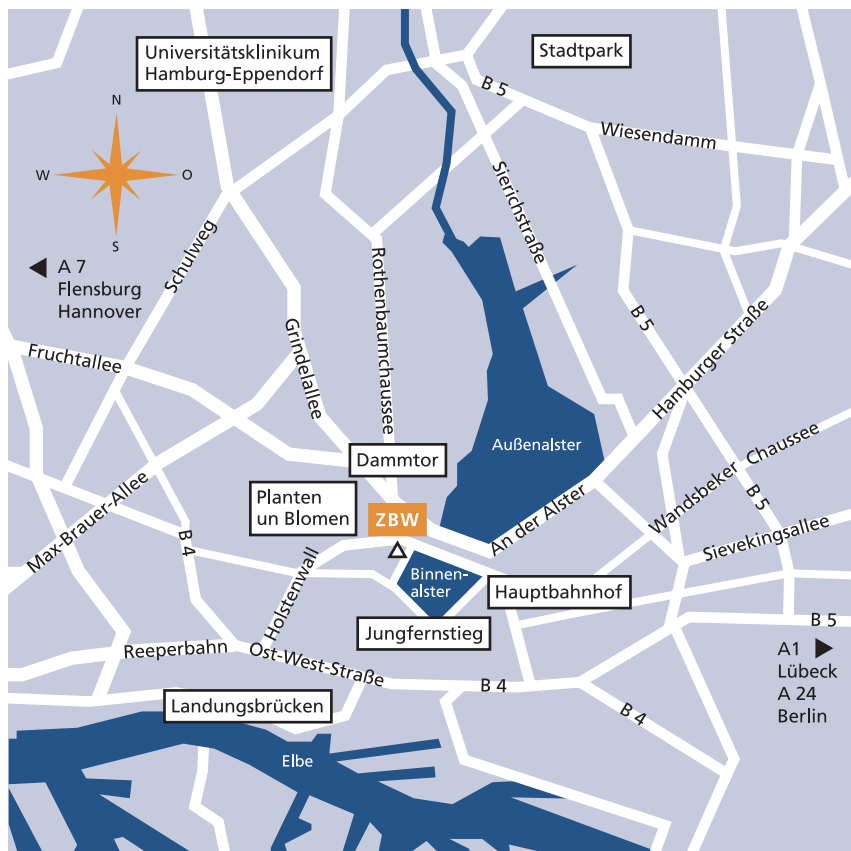 Universitätsklinikum
Hamburg-Eppendorf
Stadtpark
B 5
N
W
O
S
Wiesendamm
Sierichstraße
Schulweg
A 7
Flensburg
Hannover
Rothenbaumchaussee
Grindelallee
B 5
Hamburger Straße
Fruchtallee
Außenalster
Dammtor
Wandsbeker Chaussee
Planten
un Blomen
ZBW
B 5
Max-Brauer-Allee
An der Alster
Sievekingsallee
B 4
Binnen-
alster
Holstenwall
Hauptbahnhof
Jungfernstieg
B 5
Reeperbahn
Ost-West-Straße
A1
Lübeck
A 24
Berlin
B 4
Landungsbrücken
B 4
Elbe